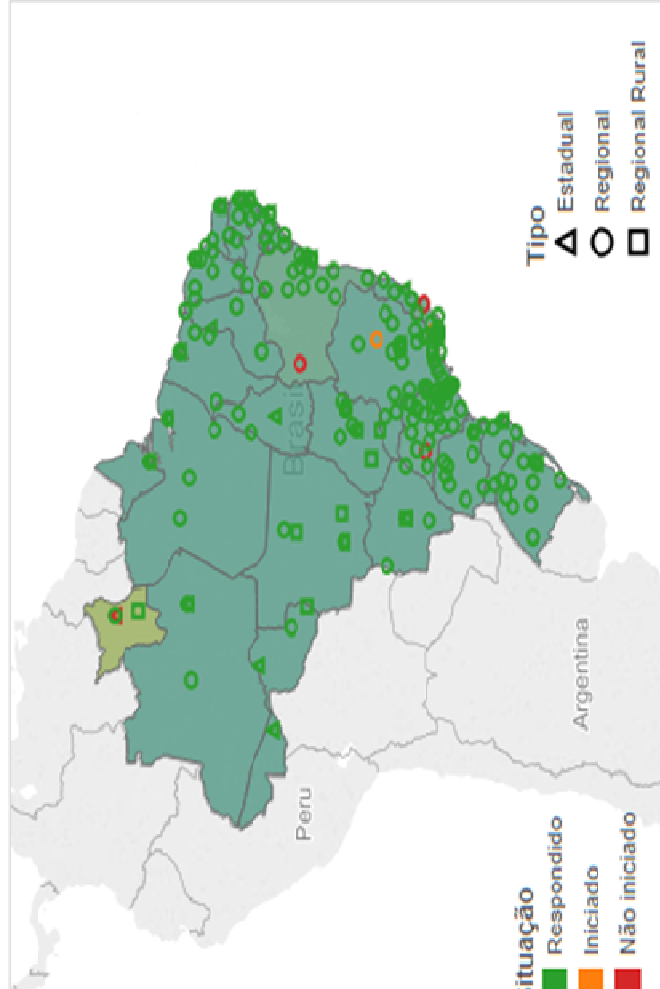 Brasil
Peru
Argentina
Tipo
Estadual
Regional
Regional Rural
ituação
Respondido
Iniciado
Não iniciado